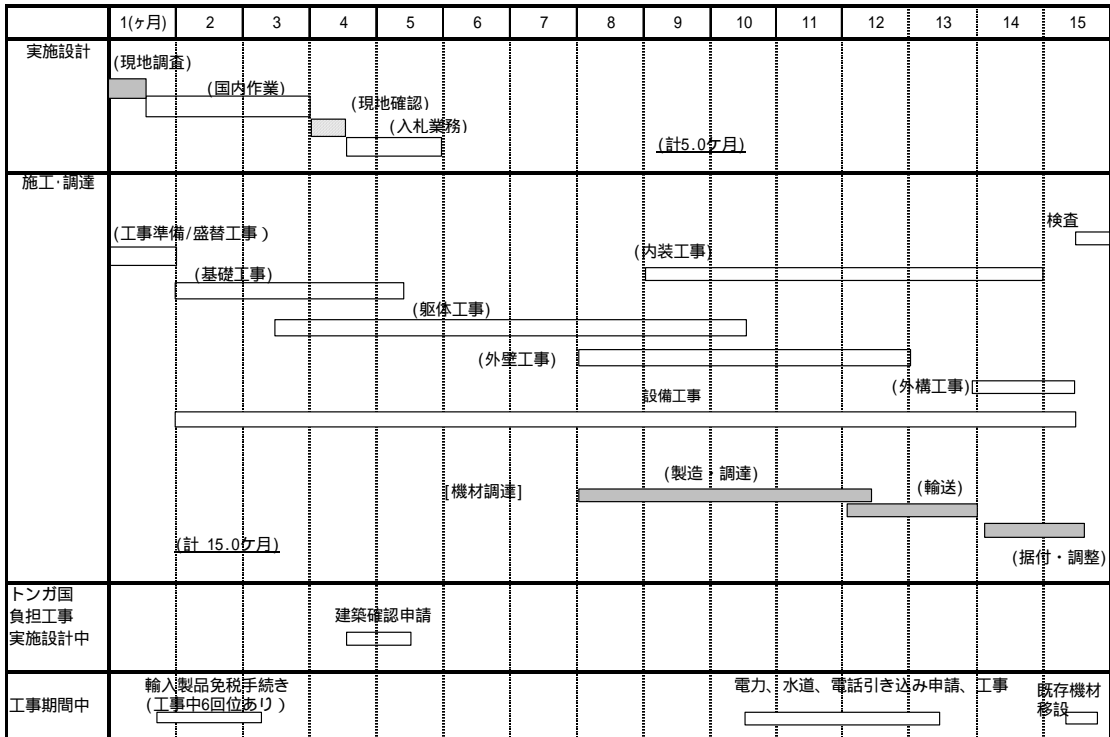 1(ヶ月) 2 3 4 5 6 7 8 9 10 11 12 13 14 15
実施設計
(現地調査)
(国内作業)
(現地確認)
(入札業務)
(計5.0ケ月)
施工･調達
検査
(工事準備/盛替工事)
(内装工事)
(基礎工事)
(躯体工事)
(外壁工事)
(外構工事)
設備工事
(製造・調達)
[機材調達]
(輸送)
(計 15.0ケ月)
(据付・調整)
トンガ国
負担工事
実施設計中
建築確認申請
工事期間中
輸入製品免税手続き
(工事中6回位あり)
電力、水道、電話引き込み申請、工事
既存機材
移設